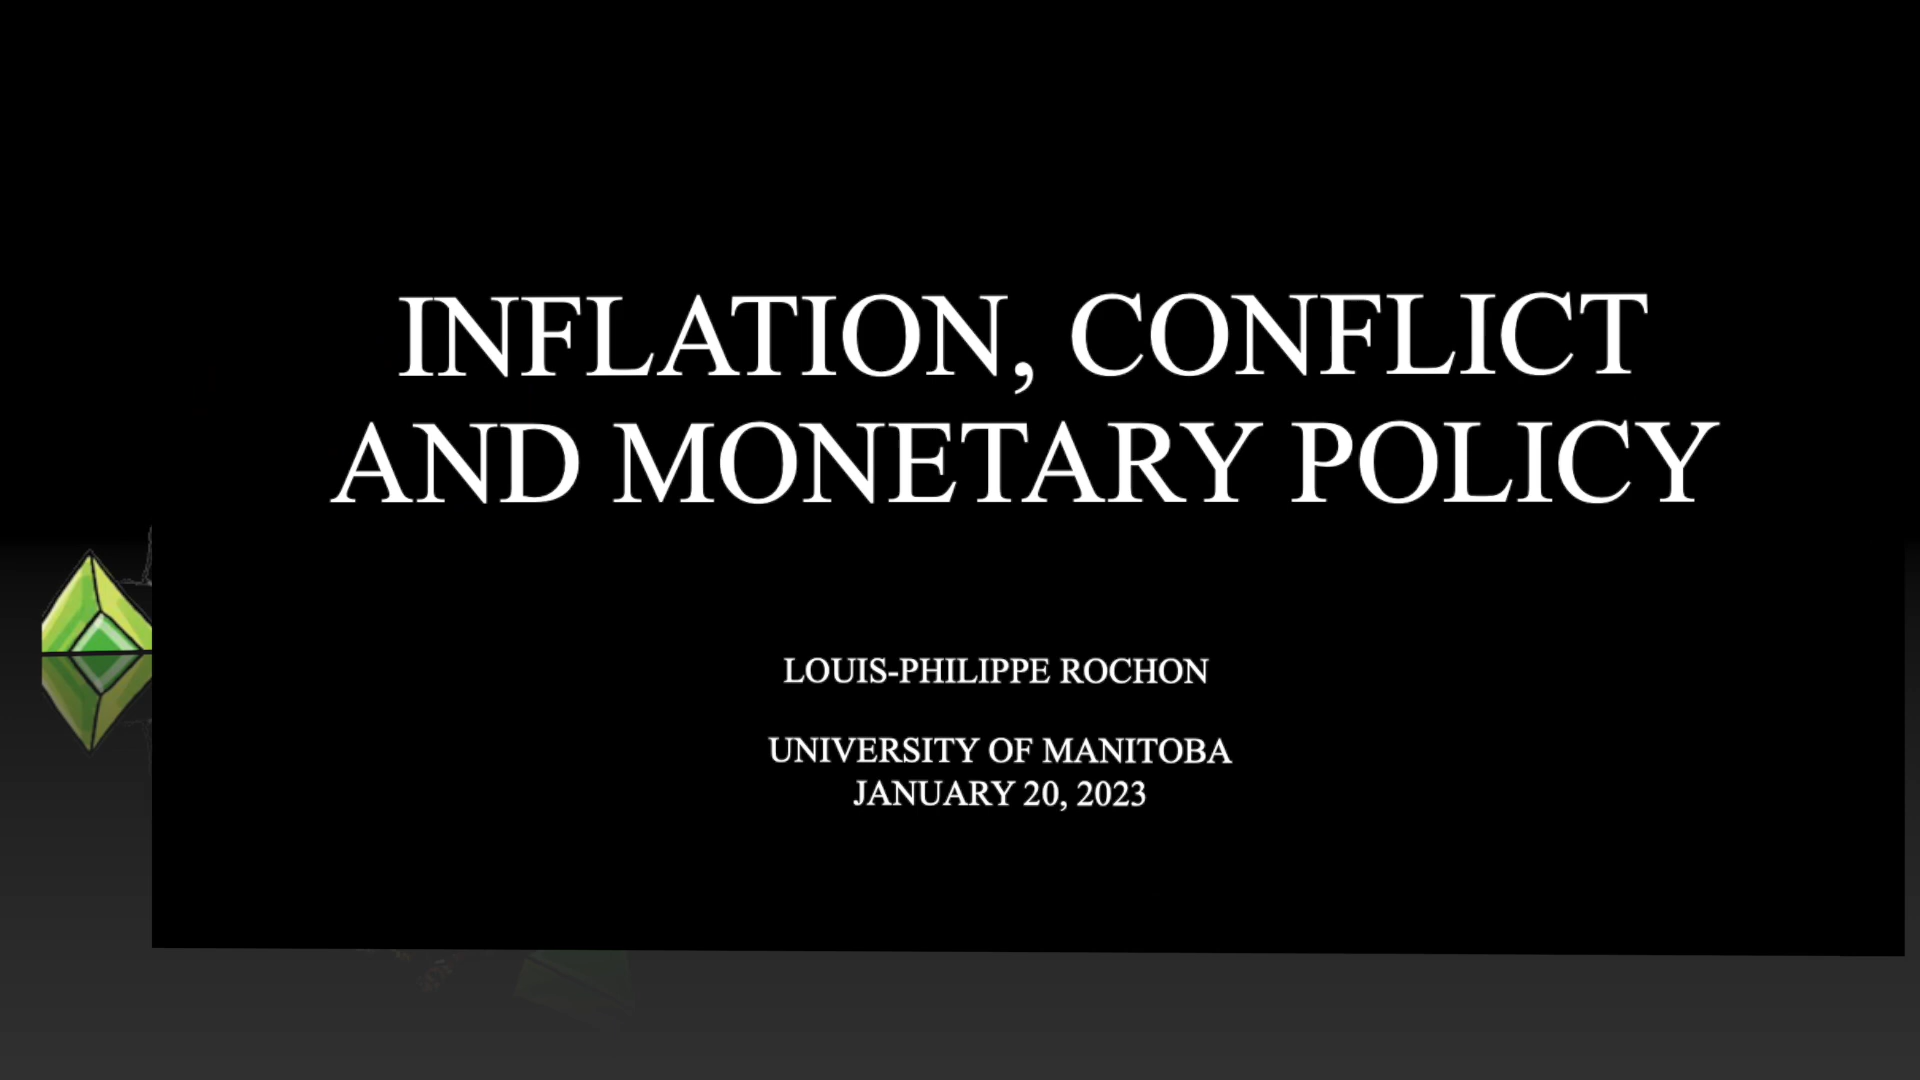 INFLATION, CONFLICT
AND MONETARY POLICY
LOUIS-PHILIPPE ROCHON
UNIVERSITY OF MANITOBA
JANUARY 20, 2023